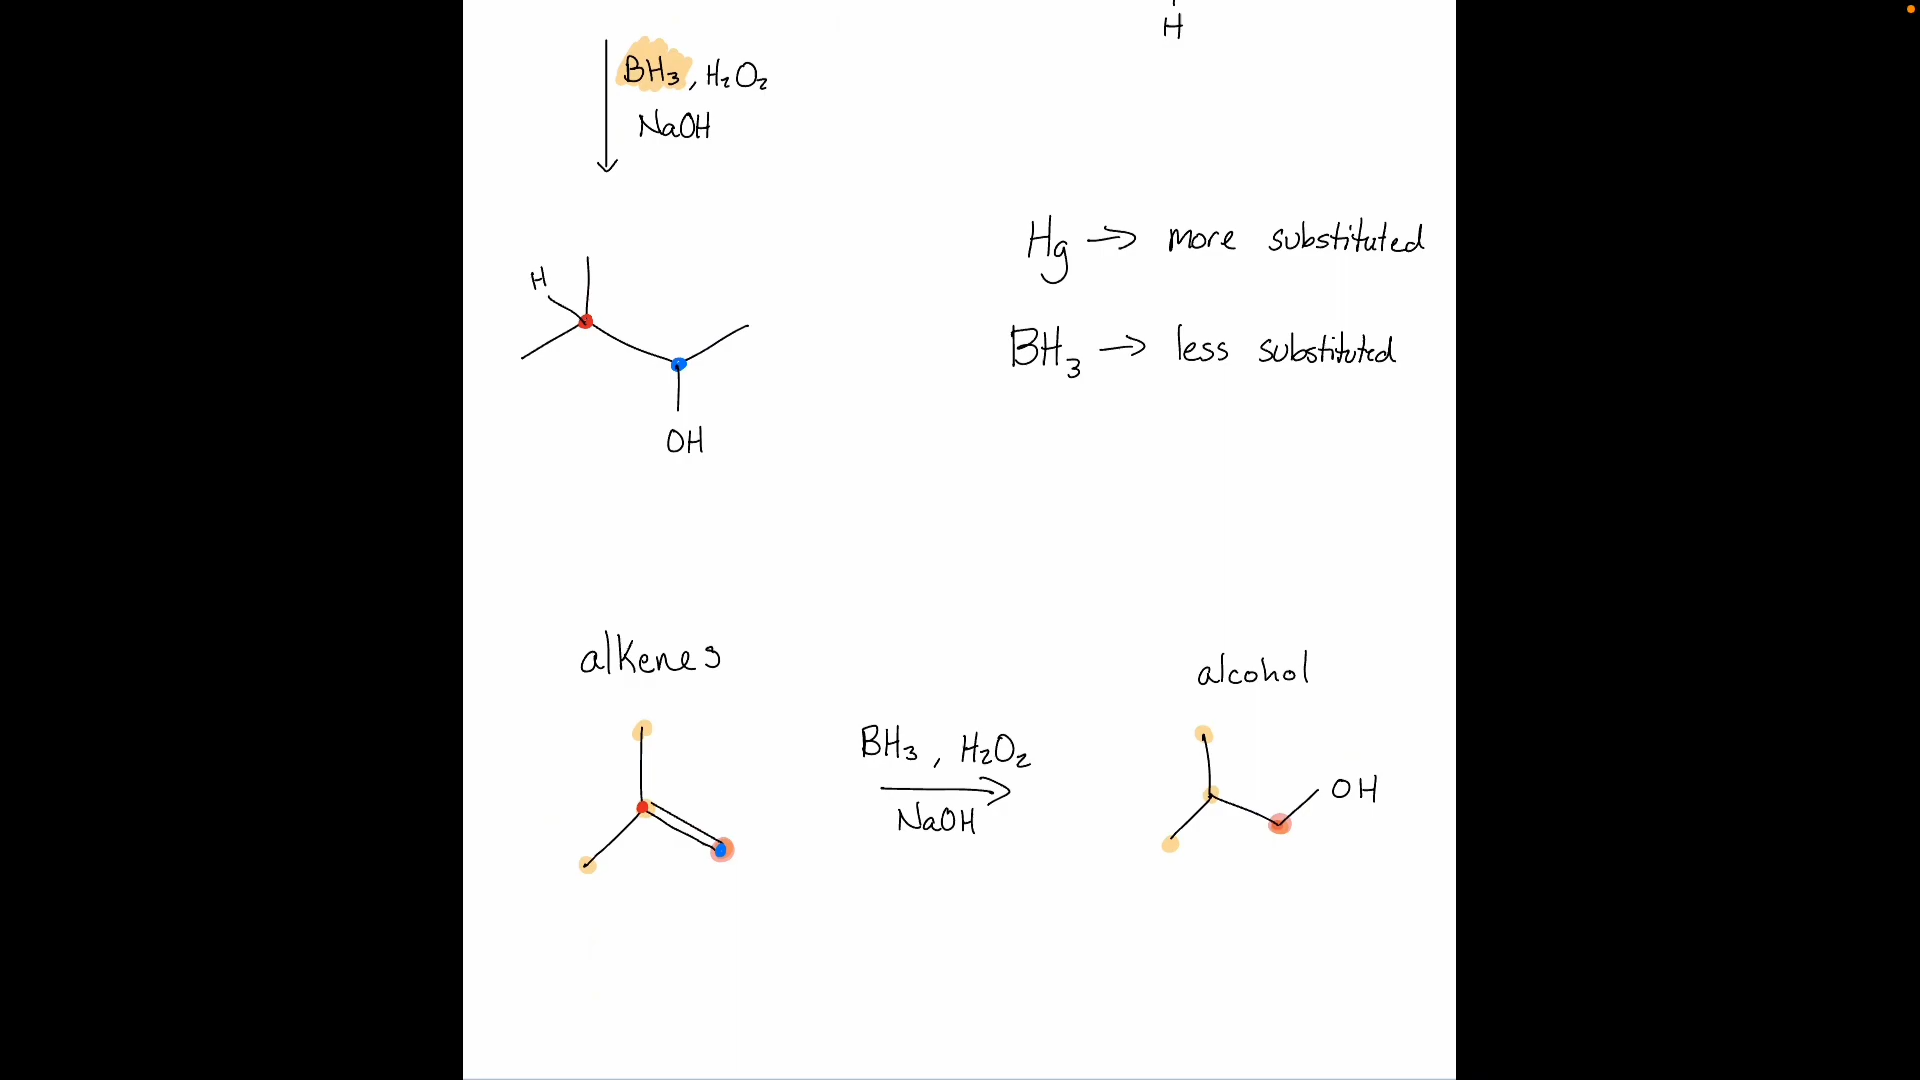 H
BH₃, H₂O₂
NaOH
Hg → more substituted
H
BH₃ → less substituted
OH
alkenes
alcohol
BH₃, H₂O₂
OH
NaOH